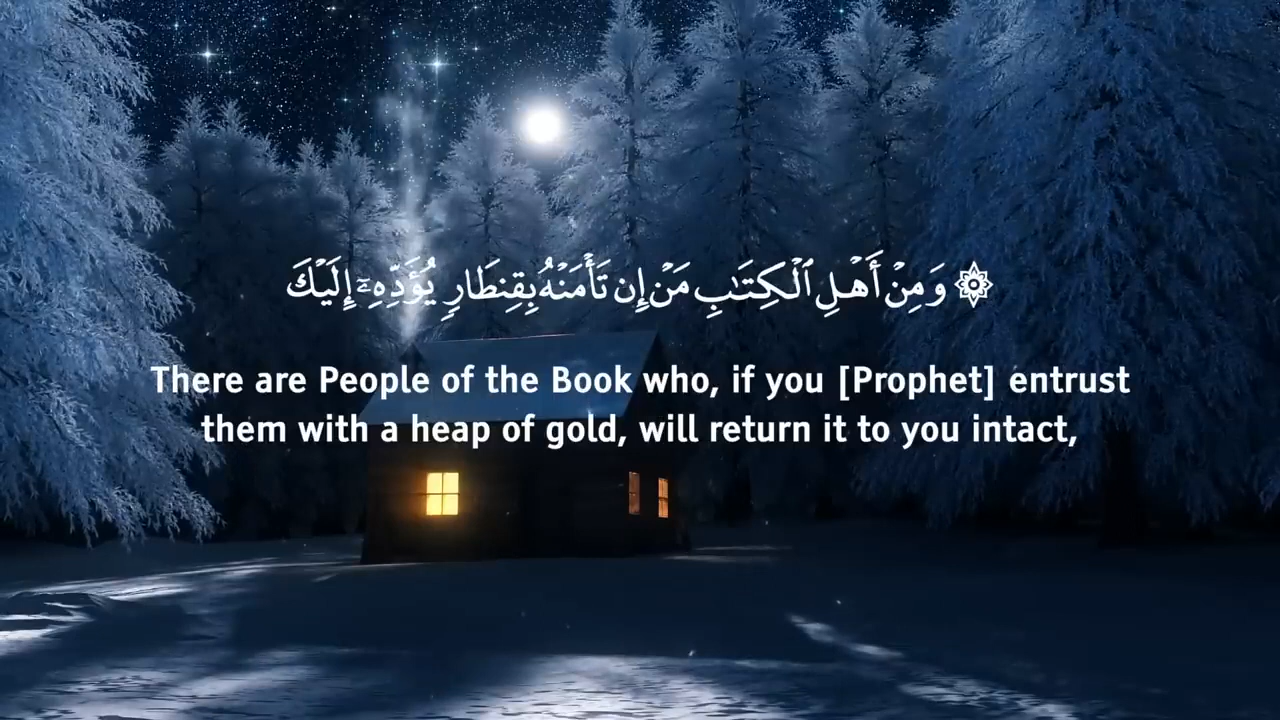 ۞ وَمِنْ أَهْلِ ٱلْكِتَـٰبِ مَنْ إِن تَأْمَنْهُ بِقِنطَارٍ يُؤَدِّهِۦٓ إِلَيْكَ
There are People of the Book who, if you [Prophet] entrust
them with a heap of gold, will return it to you intact,